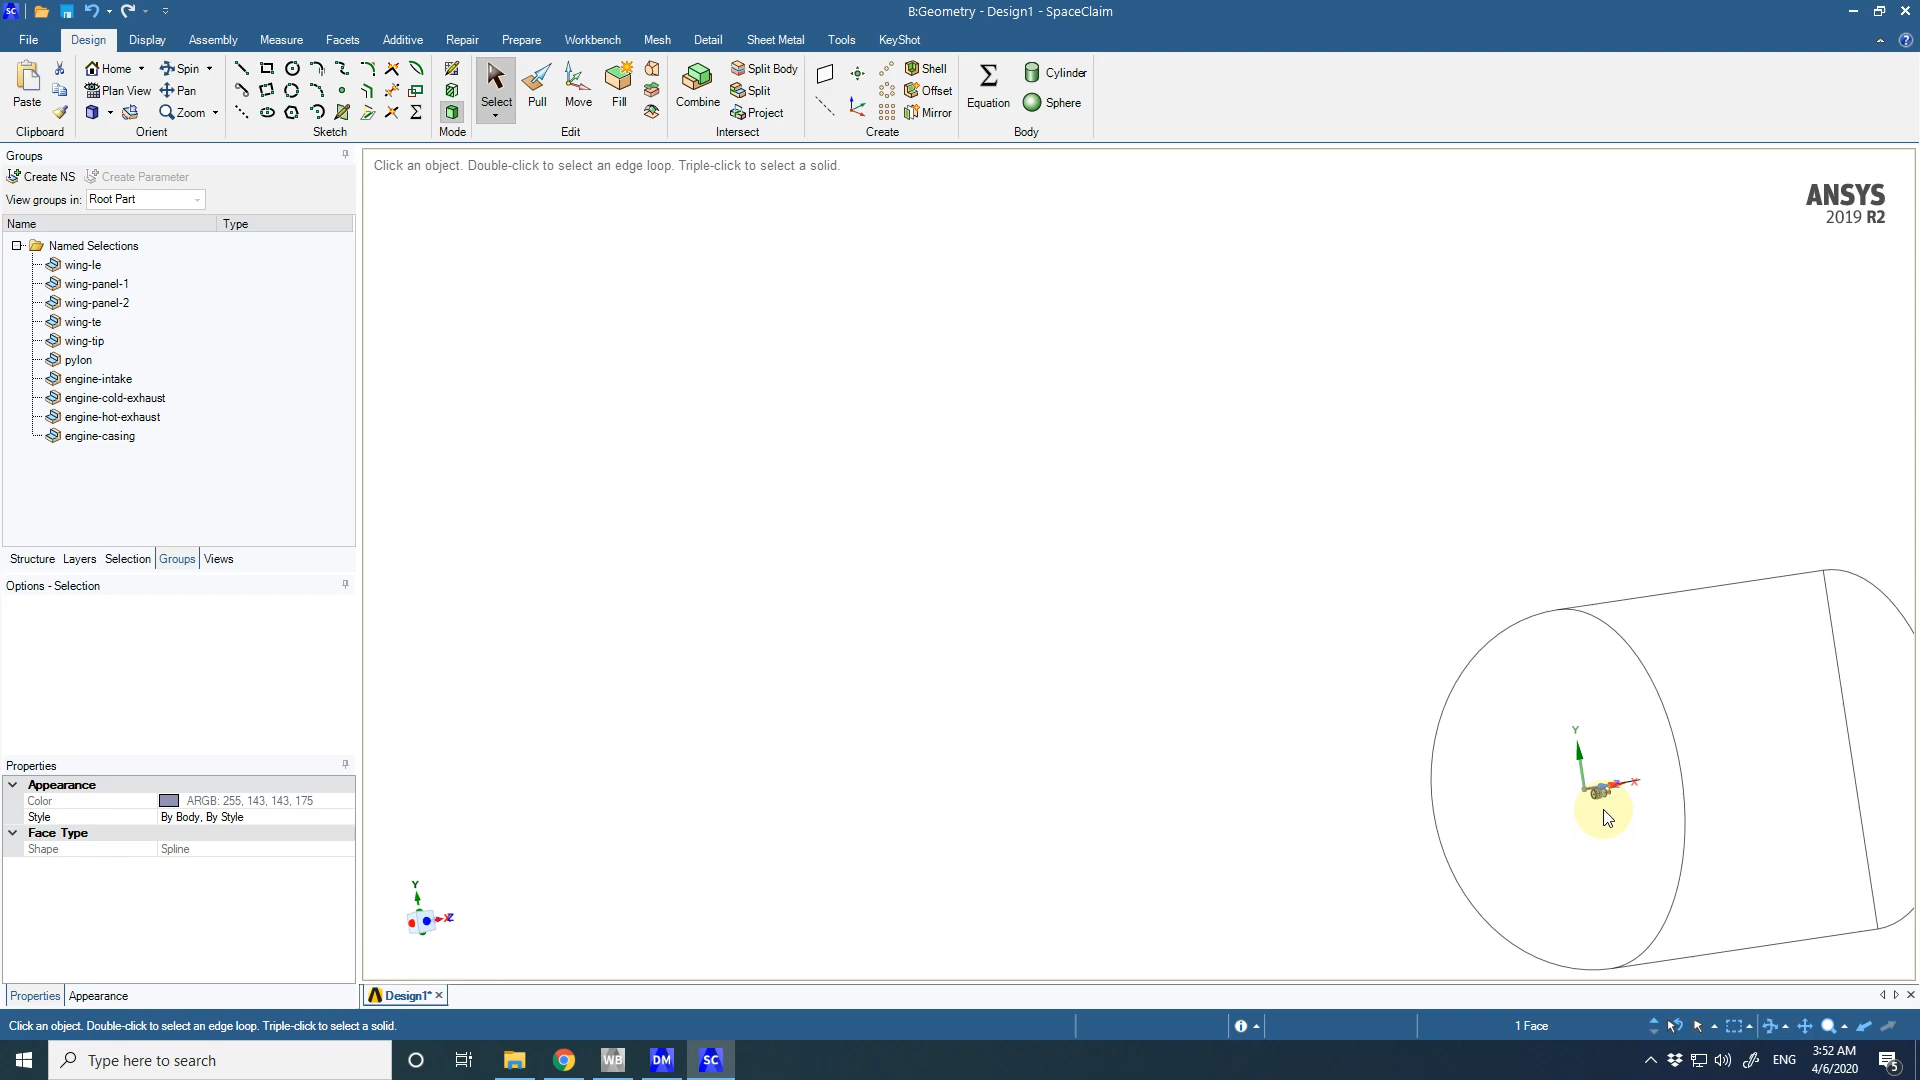 SC
B:Geometry - Design1 - SpaceClaim
File Design Display Assembly Measure Facets Additive Repair Prepare Workbench Mesh Detail Sheet Metal Tools KeyShot
Paste
Home Spin
Plan View Pan
Zoom
Select Pull Move Fill
Combine
Split Body
Split
Project
Shell
Offset
Mirror
Equation
Cylinder
Sphere
Clipboard Orient Sketch Mode Edit Intersect Create Body
Groups
Create NS Create Parameter
View groups in: Root Part
Name Type
Named Selections
wing-le
wing-panel-1
wing-panel-2
wing-te
wing-tip
pylon
engine-intake
engine-cold-exhaust
engine-hot-exhaust
engine-casing
Structure Layers Selection Groups Views
Options - Selection
Properties
Appearance
Color ARGB: 255, 143, 143, 175
Style By Body, By Style
Face Type
Shape Spline
Properties Appearance
Click an object. Double-click to select an edge loop. Triple-click to select a solid.
ANSYS
2019 R2
Y
Z X
Y
X Z
Design1*
Click an object. Double-click to select an edge loop. Triple-click to select a solid.
1 Face
Type here to search
WB DM SC
ENG
3:52 AM
4/6/2020
5